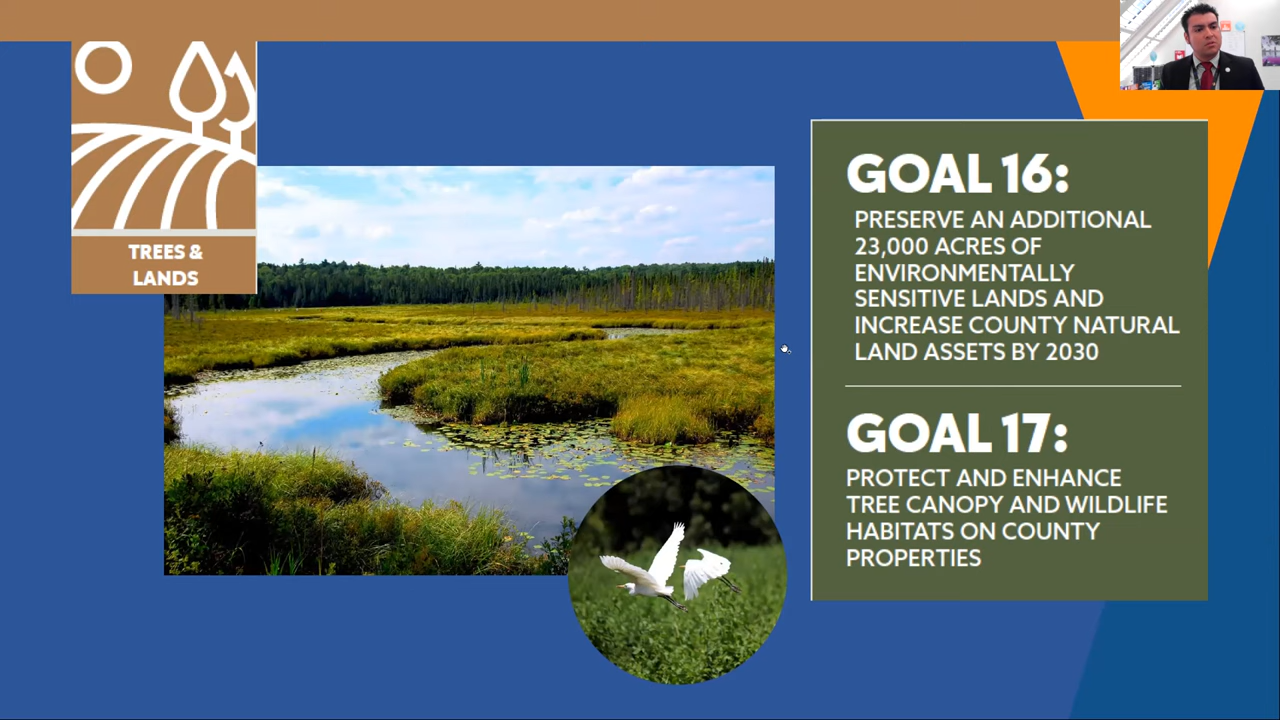 TREES &
LANDS
GOAL 16:
PRESERVE AN ADDITIONAL
23,000 ACRES OF
ENVIRONMENTALLY
SENSITIVE LANDS AND
INCREASE COUNTY NATURAL
LAND ASSETS BY 2030
GOAL 17:
PROTECT AND ENHANCE
TREE CANOPY AND WILDLIFE
HABITATS ON COUNTY
PROPERTIES